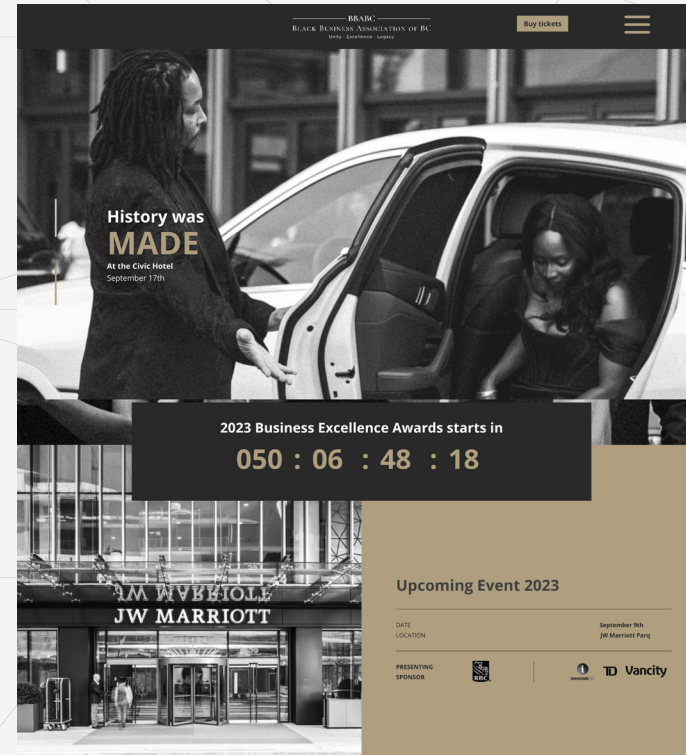 BBABC
Black Business Association of BC
Unity · Excellence · Legacy
Buy tickets
History was
MADE
At the Civic Hotel
September 17th
2023 Business Excellence Awards starts in
050 : 06 : 48 : 18
JW MARRIOTT
JW MARRIOTT
Upcoming Event 2023
DATE September 9th
LOCATION JW Marriott Parq
PRESENTING
SPONSOR
RBC
TD Vancity